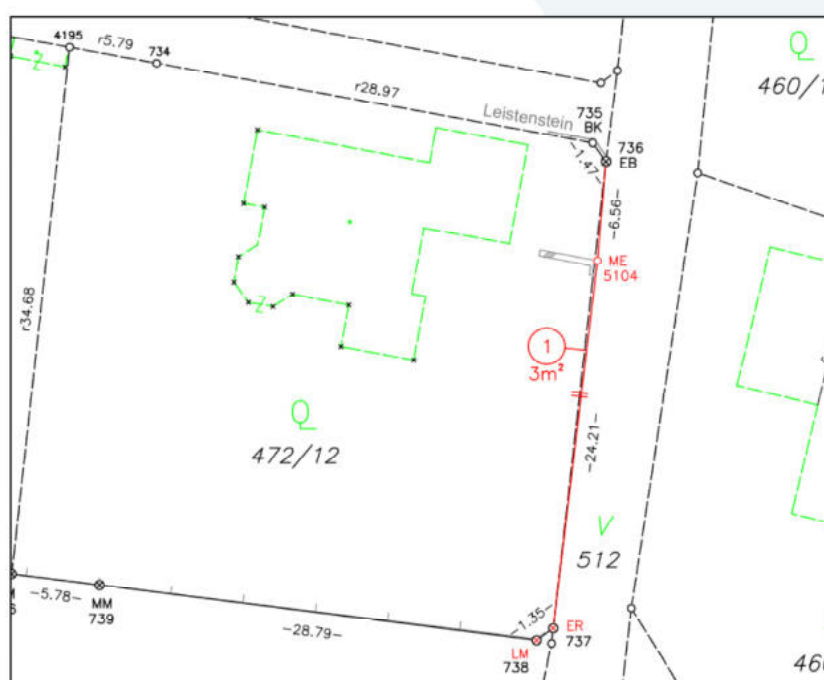 4195
r5.79
734
Q
r28.97
460/1
735
Leistenstein
BK
736
EB
-1.47-
-6.56-
ME
5104
r34.68
1
3m²
Q
-24.21-
472/12
V
512
-5.78-
MM
739
-1.35-
ER
-28.79-
737
LM
738